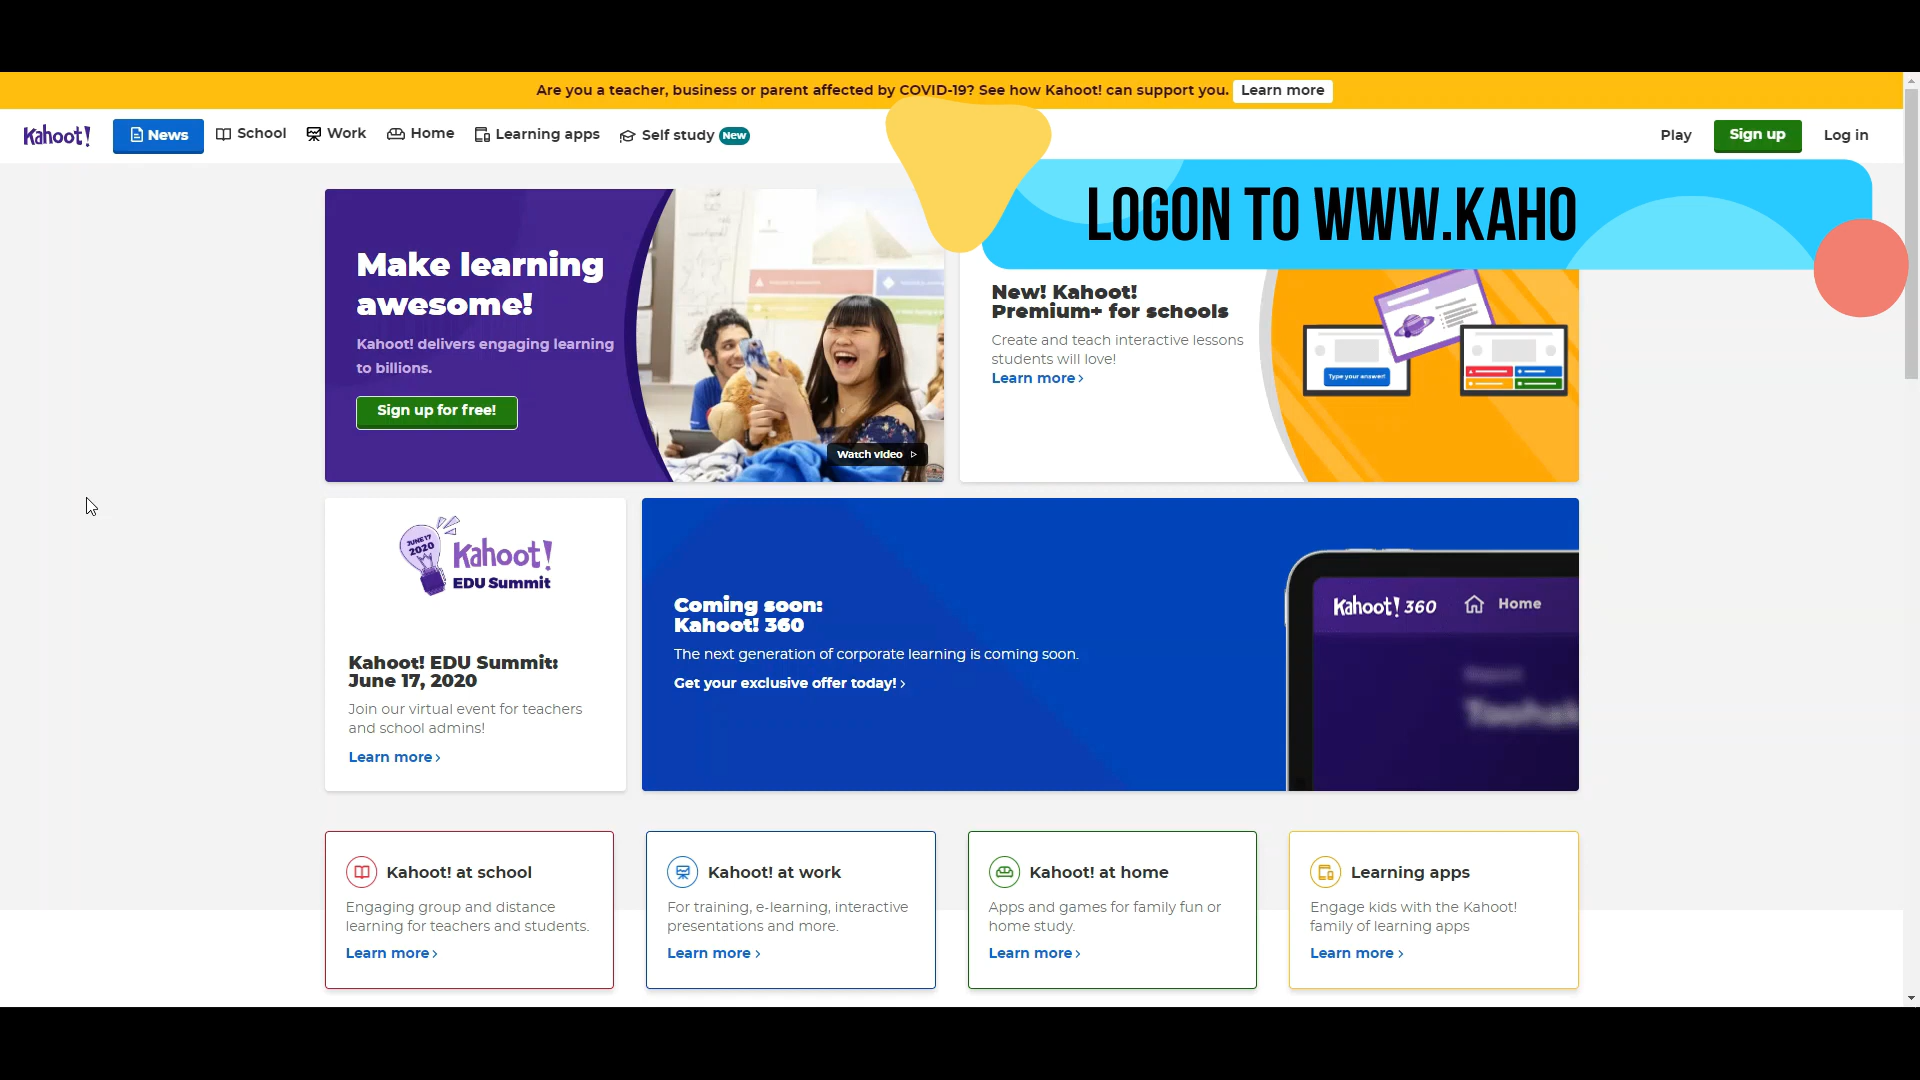 Are you a teacher, business or parent affected by COVID-19? See how Kahoot! can support you. Learn more
Kahoot! News School Work Home Learning apps Self study New Play Sign up Log in
LOGON TO WWW.KAHO
Make learning
awesome!
Kahoot! delivers engaging learning
to billions.
Sign up for free!
Watch video
New! Kahoot!
Premium+ for schools
Create and teach interactive lessons
students will love!
Learn more
Type your answer!
JUNE 17
2020
Kahoot!
EDU Summit
Kahoot! EDU Summit:
June 17, 2020
Join our virtual event for teachers
and school admins!
Learn more
Coming soon:
Kahoot! 360
The next generation of corporate learning is coming soon.
Get your exclusive offer today!
Kahoot! 360 Home
Kahoot! at school
Engaging group and distance
learning for teachers and students.
Learn more
Kahoot! at work
For training, e-learning, interactive
presentations and more.
Learn more
Kahoot! at home
Apps and games for family fun or
home study.
Learn more
Learning apps
Engage kids with the Kahoot!
family of learning apps
Learn more